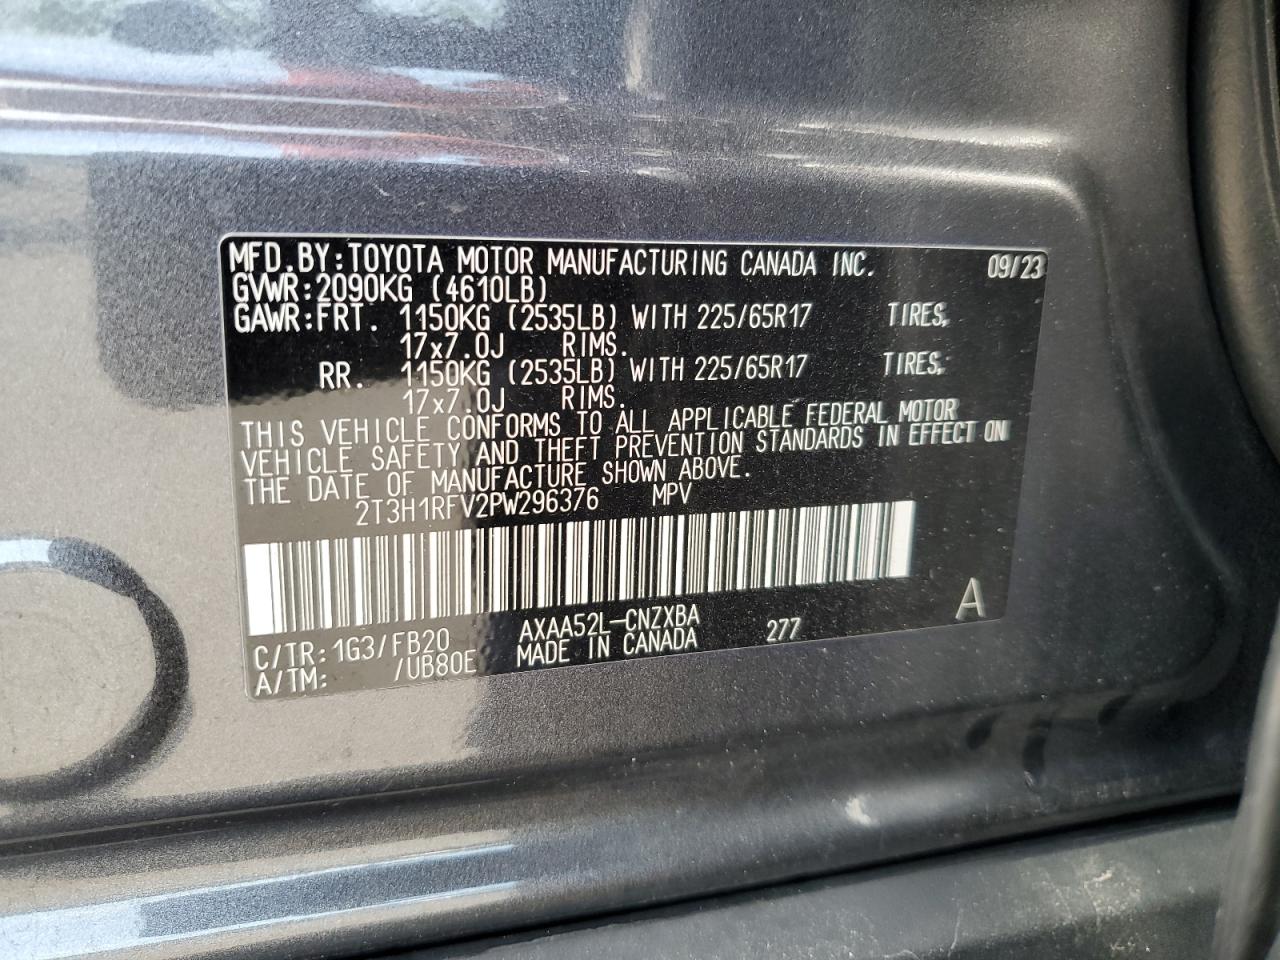 MFD.BY:TOYOTA MOTOR MANUFACTURING CANADA INC. 09/23
GVWR:2090KG (4610LB)
GAWR:FRT. 1150KG (2535LB) WITH 225/65R17 TIRES,
17x7.0J RIMS.
RR. 1150KG (2535LB) WITH 225/65R17 TIRES,
17x7.0J RIMS.
THIS VEHICLE CONFORMS TO ALL APPLICABLE FEDERAL MOTOR
VEHICLE SAFETY AND THEFT PREVENTION STANDARDS IN EFFECT ON
THE DATE OF MANUFACTURE SHOWN ABOVE.
2T3H1RFV2PW296376 MPV
A
C/TR:1G3/FB20 AXAA52L-CNZXBA 277
A/TM: /UB80E MADE IN CANADA